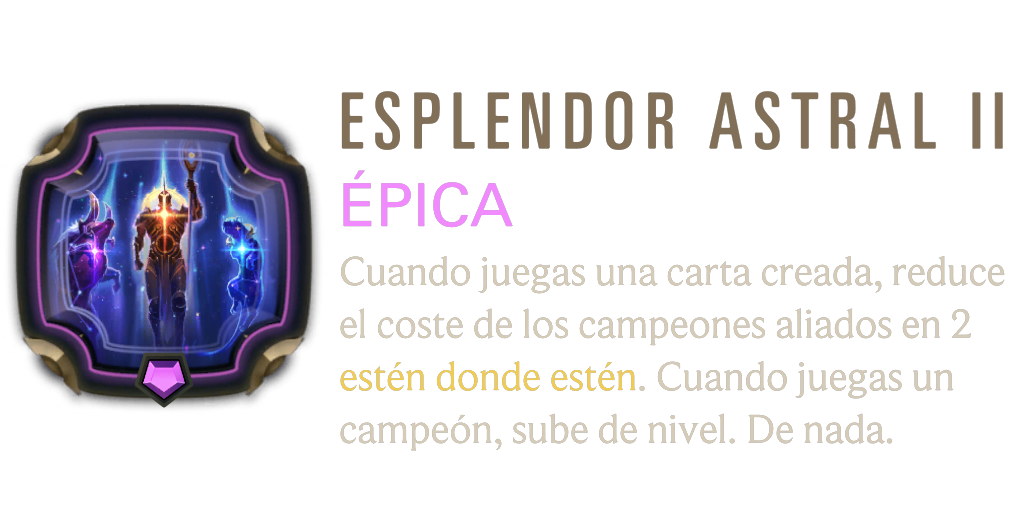 ESPLENDOR ASTRAL II
ÉPICA
Cuando juegas una carta creada, reduce
el coste de los campeones aliados en 2
estén donde estén. Cuando juegas un
campeón, sube de nivel. De nada.